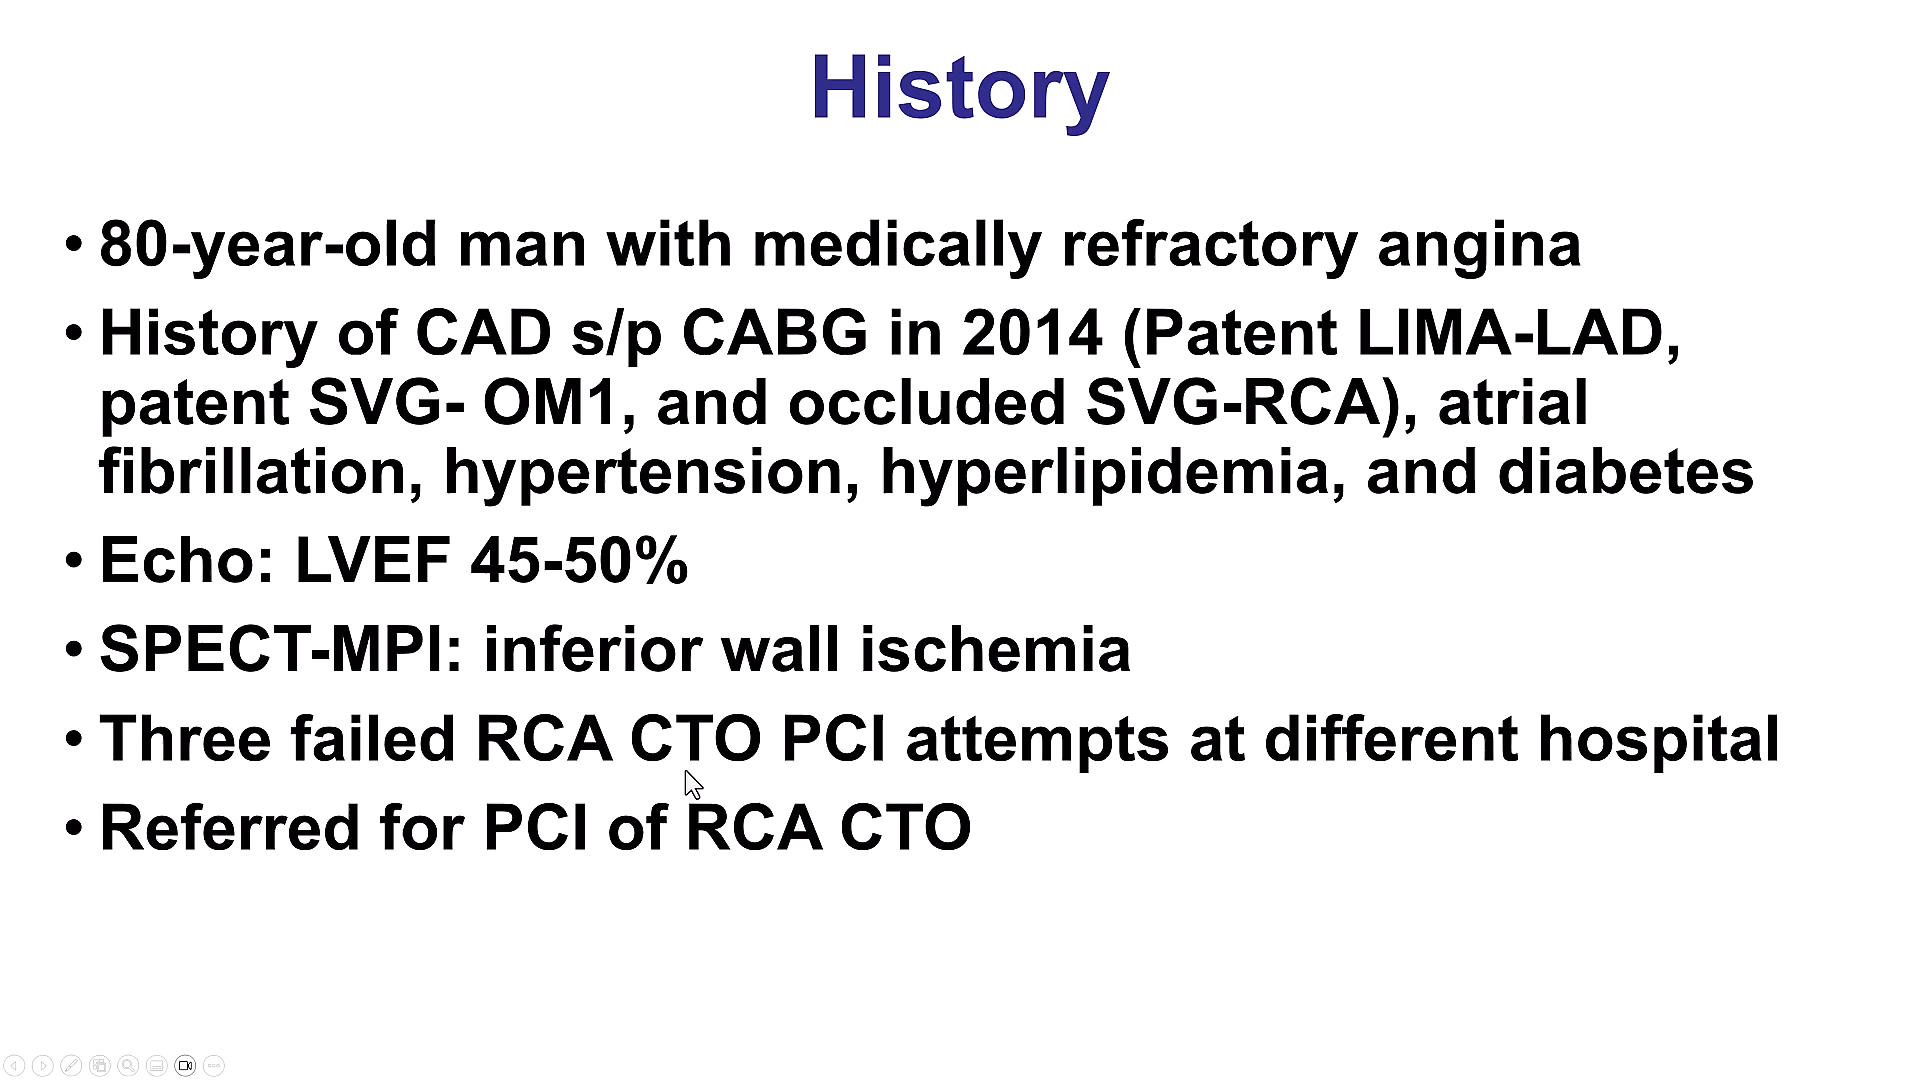 History
• 80-year-old man with medically refractory angina
• History of CAD s/p CABG in 2014 (Patent LIMA-LAD,
patent SVG- OM1, and occluded SVG-RCA), atrial
fibrillation, hypertension, hyperlipidemia, and diabetes
• Echo: LVEF 45-50%
• SPECT-MPI: inferior wall ischemia
• Three failed RCA CTO PCI attempts at different hospital
• Referred for PCI of RCA CTO